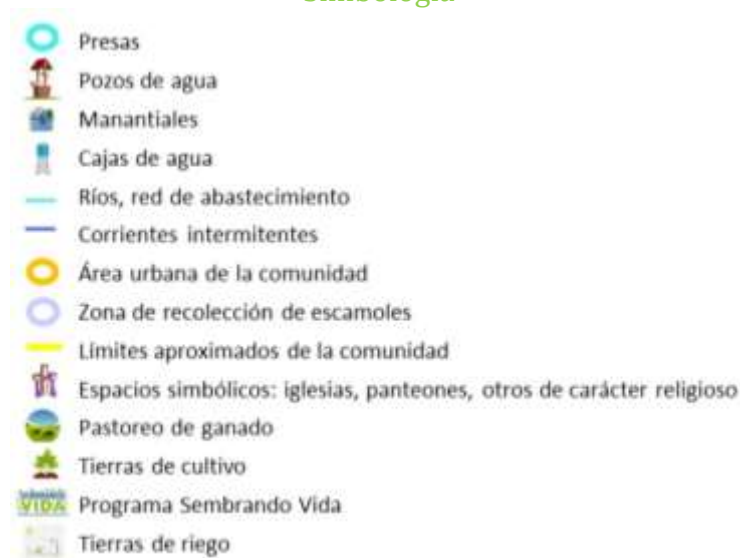 Simbología
Presas
Pozos de agua
Manantiales
Cajas de agua
Ríos, red de abastecimiento
Corrientes intermitentes
Área urbana de la comunidad
Zona de recolección de escamoles
Límites aproximados de la comunidad
Espacios simbólicos: iglesias, panteones, otros de carácter religioso
Pastoreo de ganado
Tierras de cultivo
VIDA Programa Sembrando Vida
Tierras de riego